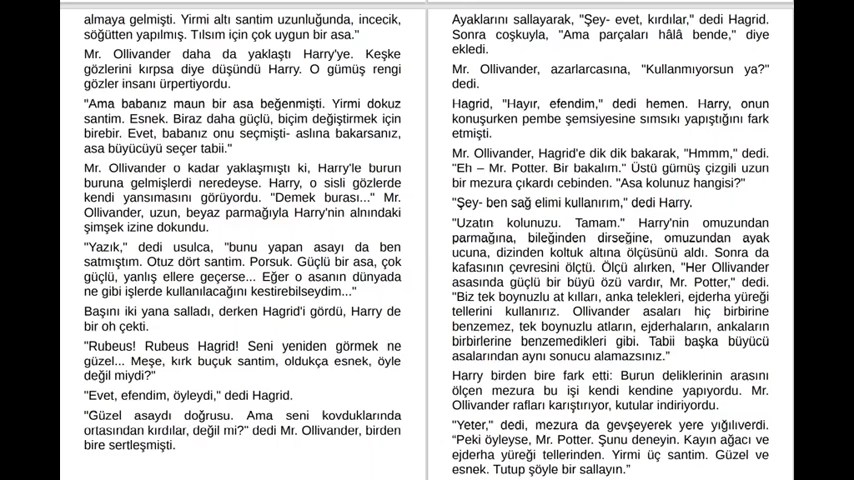 almaya gelmişti. Yirmi altı santim uzunluğunda, incecik,
söğütten yapılmış. Tılsım için çok uygun bir asa."
Mr. Ollivander daha da yaklaştı Harry'ye. Keşke
gözlerini kırpsa diye düşündü Harry. O gümüş rengi
gözler insanı ürpertiyordu.
"Ama babanız maun bir asa beğenmişti. Yirmi dokuz
santim. Esnek. Biraz daha güçlü, biçim değiştirmek için
birebir. Evet, babanız onu seçmişti- aslına bakarsanız,
asa büyücüyü seçer tabii."
Mr. Ollivander o kadar yaklaşmıştı ki, Harry'le burun
buruna gelmişlerdi neredeyse. Harry, o sisli gözlerde
kendi yansımasını görüyordu. "Demek burası..." Mr.
Ollivander, uzun, beyaz parmağıyla Harry'nin alnındaki
şimşek izine dokundu.
"Yazık," dedi usulca, "bunu yapan asayı da ben
satmıştım. Otuz dört santim. Porsuk. Güçlü bir asa, çok
güçlü, yanlış ellere geçerse... Eğer o asanın dünyada
ne gibi işlerde kullanılacağını kestirebilseydim..."
Başını iki yana salladı, derken Hagrid'i gördü, Harry de
bir oh çekti.
"Rubeus! Rubeus Hagrid! Seni yeniden görmek ne
güzel... Meşe, kırk buçuk santim, oldukça esnek, öyle
değil miydi?"
"Evet, efendim, öyleydi," dedi Hagrid.
"Güzel asaydı doğrusu. Ama seni kovduklarında
ortasından kırdılar, değil mi?" dedi Mr. Ollivander, birden
bire sertleşmişti.
Ayaklarını sallayarak, "Şey- evet, kırdılar," dedi Hagrid.
Sonra coşkuyla, "Ama parçaları hâlâ bende," diye
ekledi.
Mr. Ollivander, azarlarcasına, "Kullanmıyorsun ya?"
dedi.
Hagrid, "Hayır, efendim," dedi hemen. Harry, onun
konuşurken pembe şemsiyesine sımsıkı yapıştığını fark
etmişti.
Mr. Ollivander, Hagrid'e dik dik bakarak, "Hmmm," dedi.
"Eh – Mr. Potter. Bir bakalım." Üstü gümüş çizgili uzun
bir mezura çıkardı cebinden. "Asa kolunuz hangisi?"
"Şey- ben sağ elimi kullanırım," dedi Harry.
"Uzatın kolunuzu. Tamam." Harry'nin omuzundan
parmağına, bileğinden dirseğine, omuzundan ayak
ucuna, dizinden koltuk altına ölçüsünü aldı. Sonra da
kafasının çevresini ölçtü. Ölçü alırken, "Her Ollivander
asasında güçlü bir büyü özü vardır, Mr. Potter," dedi.
"Biz tek boynuzlu at kılları, anka telekleri, ejderha yüreği
tellerini kullanırız. Ollivander asaları hiç birbirine
benzemez, tek boynuzlu atların, ejderhaların, ankaların
birbirlerine benzemedikleri gibi. Tabii başka büyücü
asalarından aynı sonucu alamazsınız.”
Harry birden bire fark etti: Burun deliklerinin arasını
ölçen mezura bu işi kendi kendine yapıyordu. Mr.
Ollivander rafları karıştırıyor, kutular indiriyordu.
"Yeter," dedi, mezura da gevşeyerek yere yığılıverdi.
“Peki öyleyse, Mr. Potter. Şunu deneyin. Kayın ağacı ve
ejderha yüreği tellerinden. Yirmi üç santim. Güzel ve
esnek. Tutup şöyle bir sallayın.”